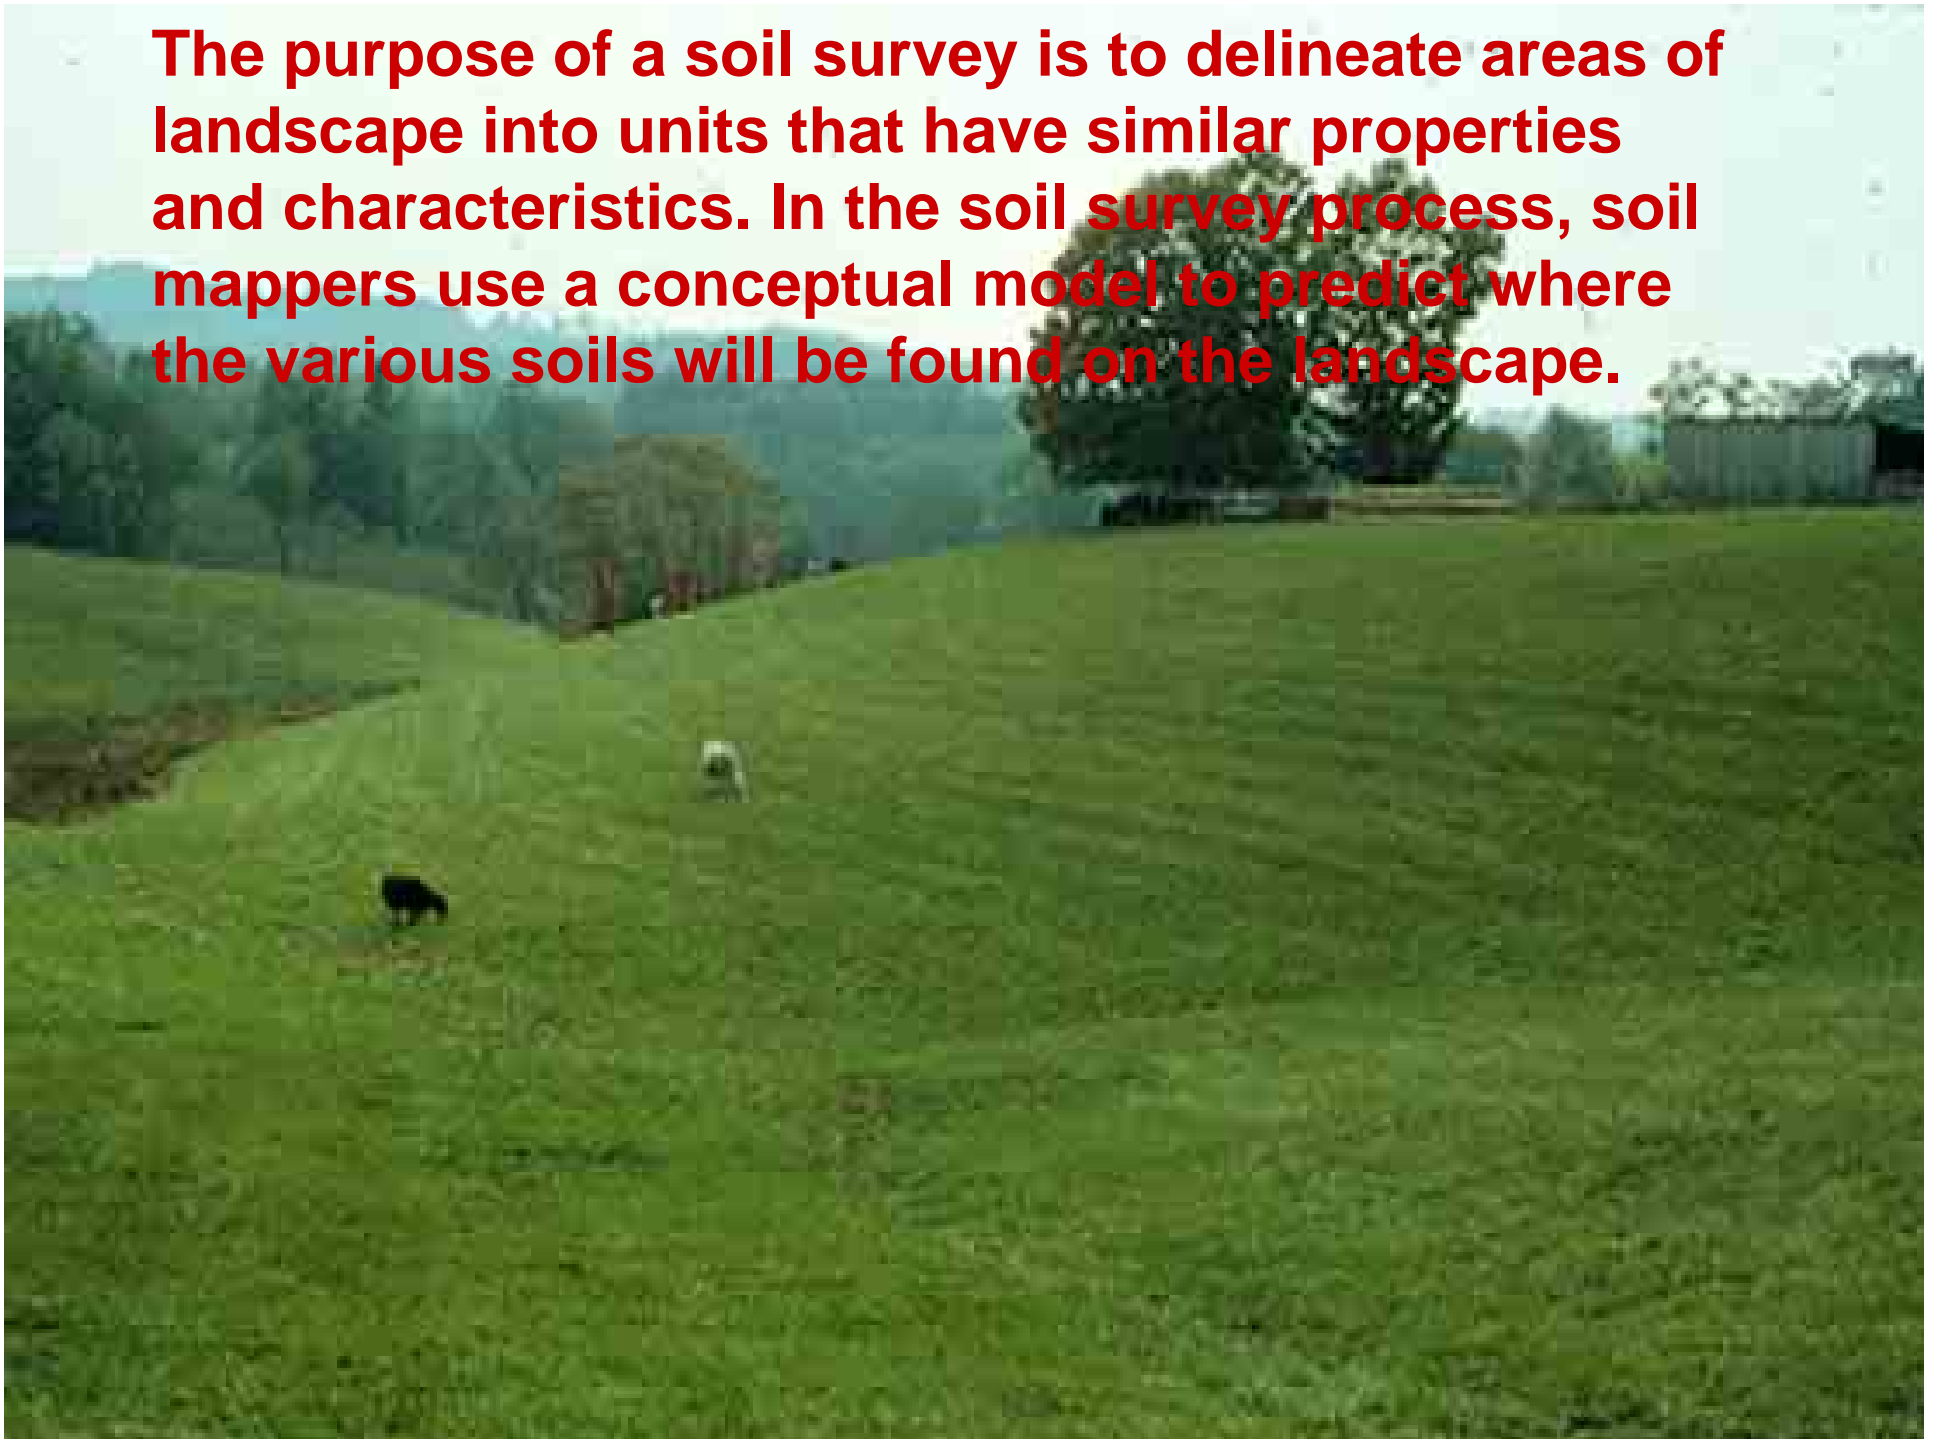 The purpose of a soil survey is to delineate areas of
landscape into units that have similar properties
and characteristics. In the soil survey process, soil
mappers use a conceptual model to predict where
the various soils will be found on the landscape.